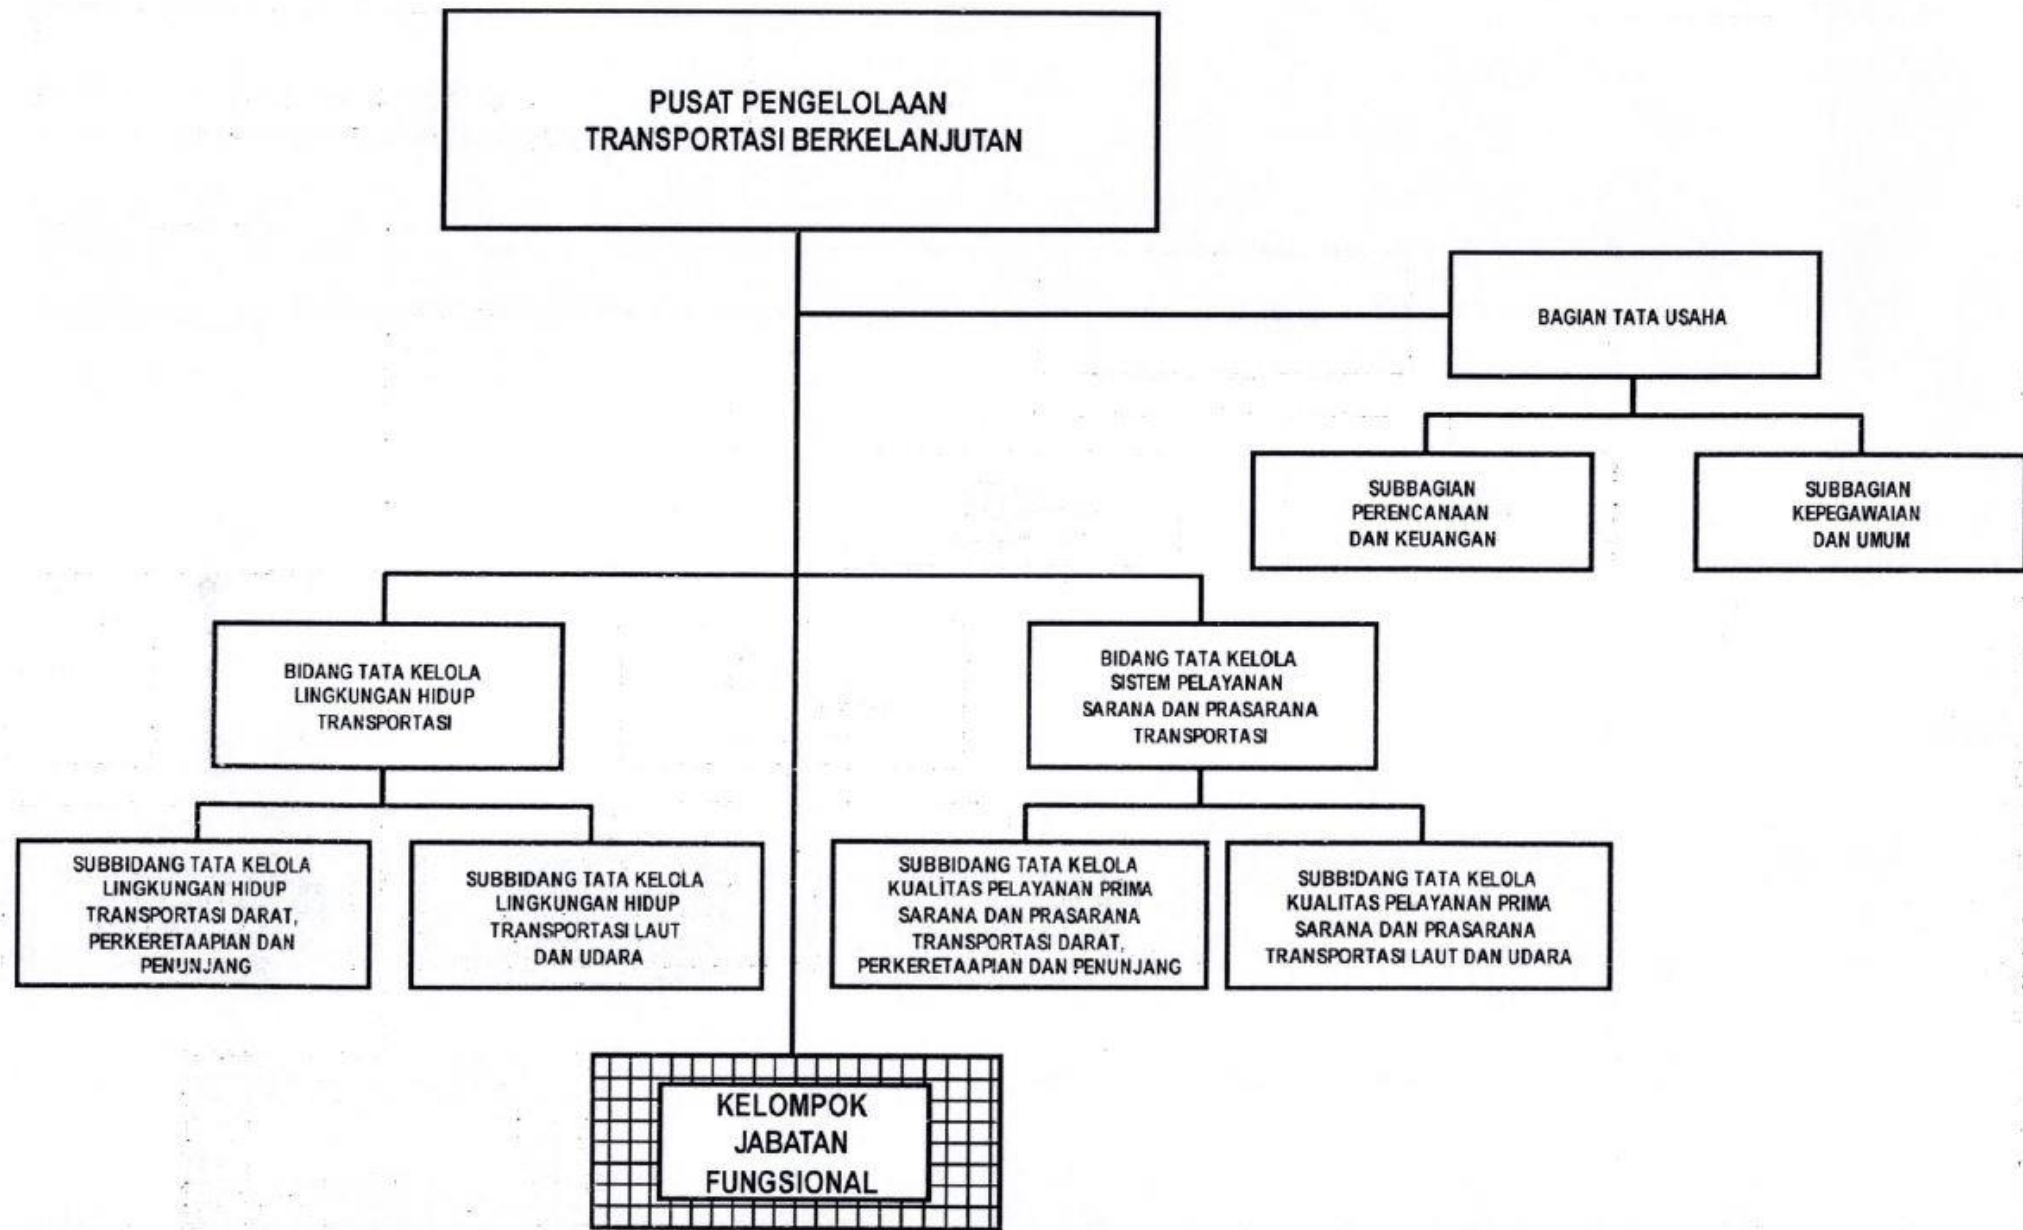 PUSAT PENGELOLAAN
TRANSPORTASI BERKELANJUTAN
BAGIAN TATA USAHA
SUBBAGIAN
PERENCANAAN
DAN KEUANGAN
SUBBAGIAN
KEPEGAWAIAN
DAN UMUM
BIDANG TATA KELOLA
LINGKUNGAN HIDUP
TRANSPORTASI
BIDANG TATA KELOLA
SISTEM PELAYANAN
SARANA DAN PRASARANA
TRANSPORTASI
SUBBIDANG TATA KELOLA
LINGKUNGAN HIDUP
TRANSPORTASI DARAT,
PERKERETAAPIAN DAN
PENUNJANG
SUBBIDANG TATA KELOLA
LINGKUNGAN HIDUP
TRANSPORTASI LAUT
DAN UDARA
SUBBIDANG TATA KELOLA
KUALITAS PELAYANAN PRIMA
SARANA DAN PRASARANA
TRANSPORTASI DARAT,
PERKERETAAPIAN DAN PENUNJANG
SUBBIDANG TATA KELOLA
KUALITAS PELAYANAN PRIMA
SARANA DAN PRASARANA
TRANSPORTASI LAUT DAN UDARA
KELOMPOK
JABATAN
FUNGSIONAL